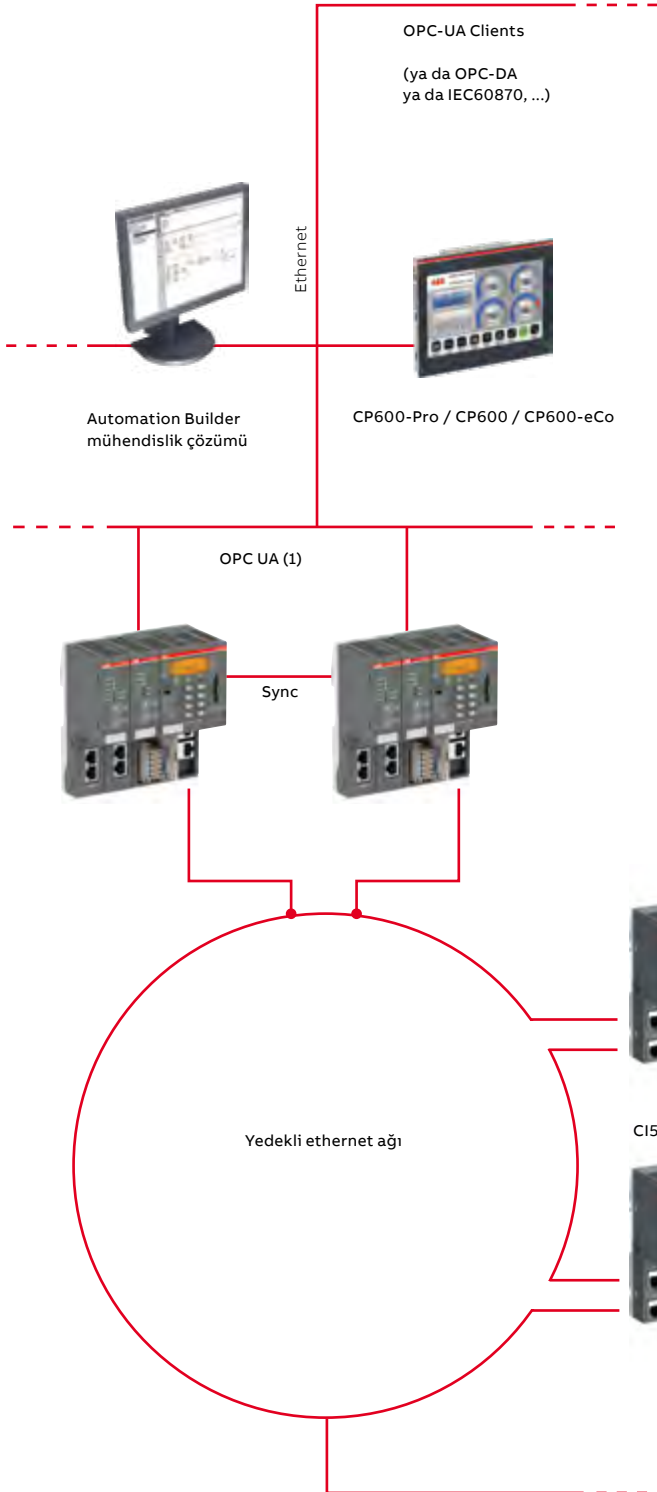 OPC-UA Clients
(ya da OPC-DA
ya da IEC60870, ...)
Ethernet
Automation Builder
mühendislik çözümü
CP600-Pro / CP600 / CP600-eCo
OPC UA (1)
Sync
Yedekli ethernet ağı
CI5